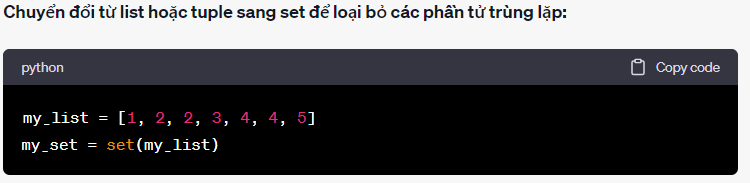 Chuyển đổi từ list hoặc tuple sang set để loại bỏ các phần tử trùng lặp:
python Copy code
my_list = [1, 2, 2, 3, 4, 4, 5]
my_set = set(my_list)